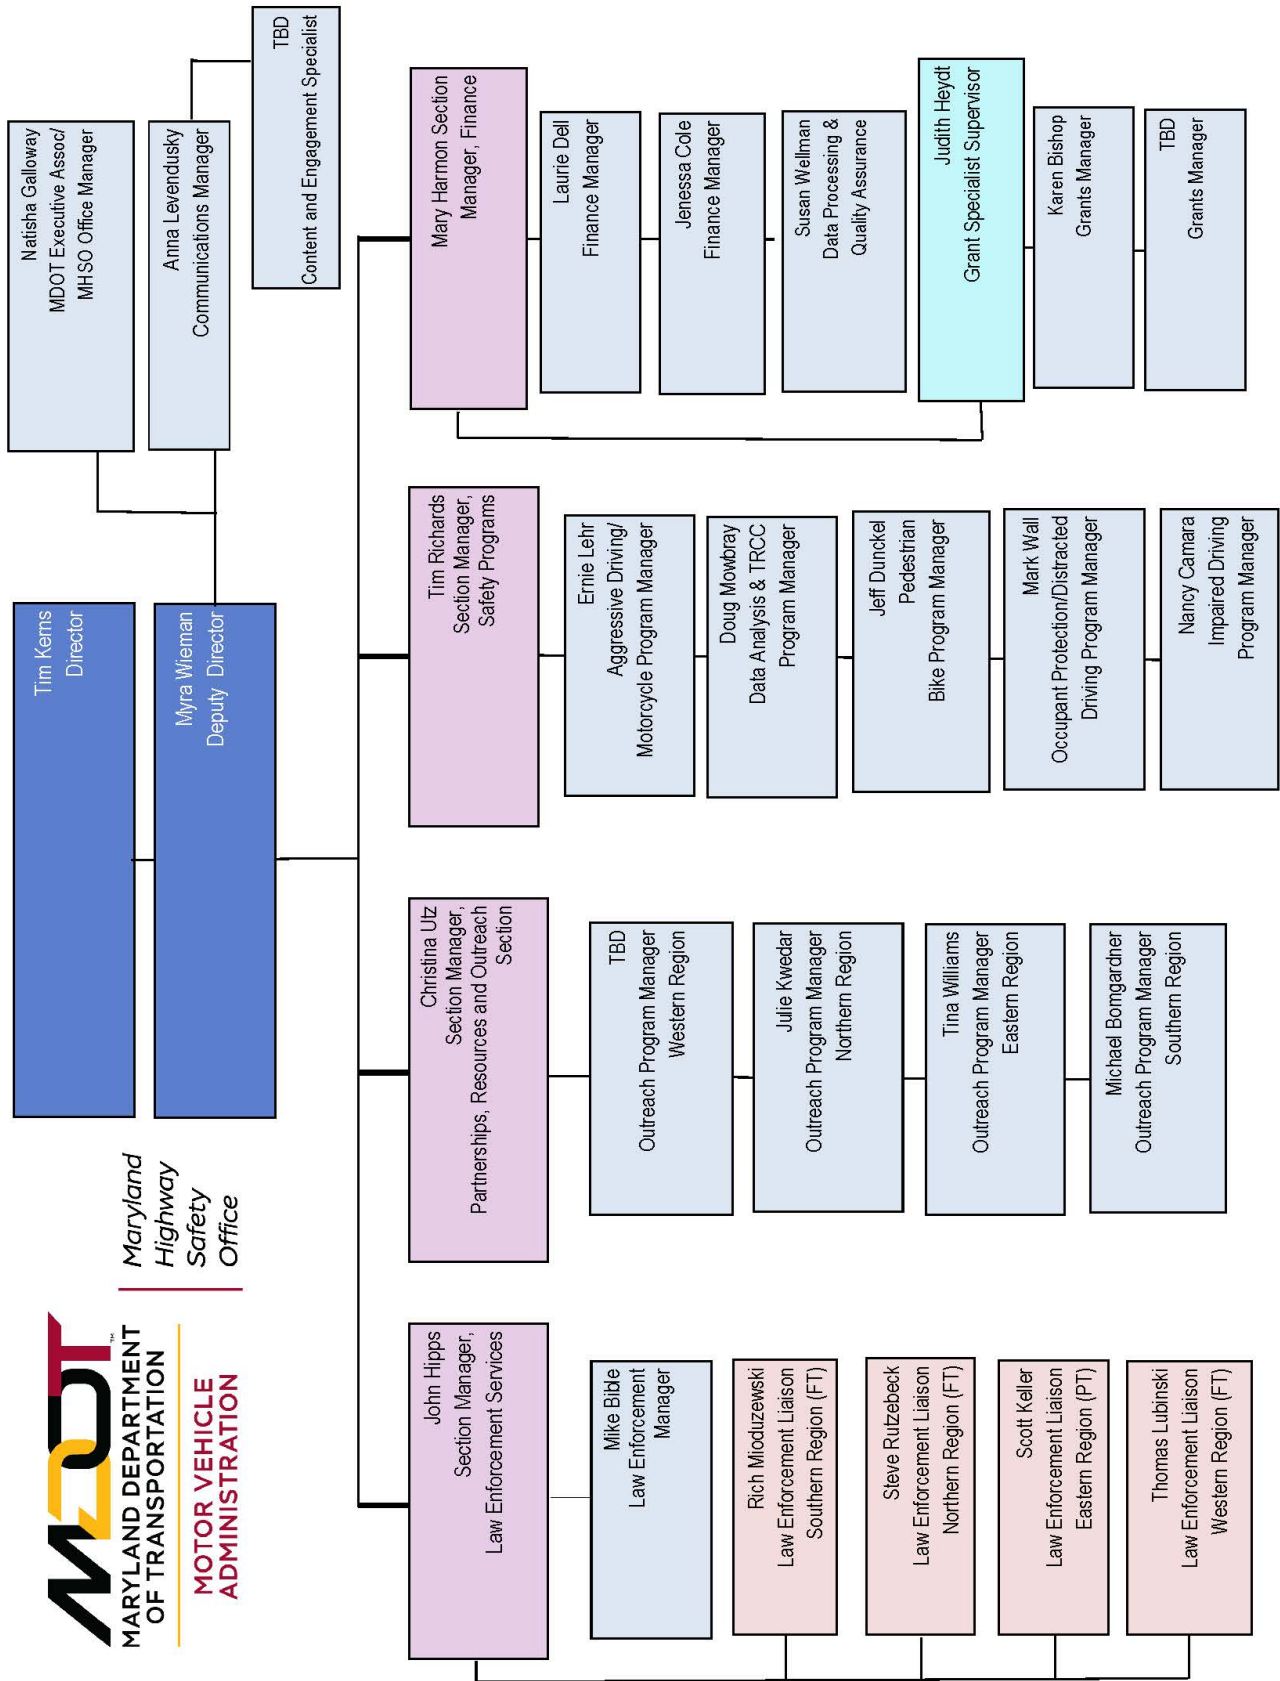 MDOT™
MARYLAND DEPARTMENT
OF TRANSPORTATION
MOTOR VEHICLE
ADMINISTRATION
Maryland
Highway
Safety
Office
Tim Kerns
Director
Myra Wieman
Deputy Director
Natisha Galloway
MDOT Executive Assoc/
MHSO Office Manager
Anna Levendusky
Communications Manager
TBD
Content and Engagement Specialist
John Hipps
Section Manager,
Law Enforcement Services
Mike Bible
Law Enforcement
Manager
Rich Mioduzewski
Law Enforcement Liaison
Southern Region (FT)
Steve Rutzebeck
Law Enforcement Liaison
Northern Region (FT)
Scott Keller
Law Enforcement Liaison
Eastern Region (PT)
Thomas Lubinski
Law Enforcement Liaison
Western Region (FT)
Christina Utz
Section Manager,
Partnerships, Resources and Outreach
Section
TBD
Outreach Program Manager
Western Region
Julie Kwedar
Outreach Program Manager
Northern Region
Tina Williams
Outreach Program Manager
Eastern Region
Michael Bomgardner
Outreach Program Manager
Southern Region
Tim Richards
Section Manager,
Safety Programs
Ernie Lehr
Aggressive Driving/
Motorcycle Program Manager
Doug Mowbray
Data Analysis & TRCC
Program Manager
Jeff Dunckel
Pedestrian
Bike Program Manager
Mark Wall
Occupant Protection/Distracted
Driving Program Manager
Nancy Camara
Impaired Driving
Program Manager
Mary Harmon Section
Manager, Finance
Laurie Dell
Finance Manager
Jenessa Cole
Finance Manager
Susan Wellman
Data Processing &
Quality Assurance
Judith Heydt
Grant Specialist Supervisor
Karen Bishop
Grants Manager
TBD
Grants Manager